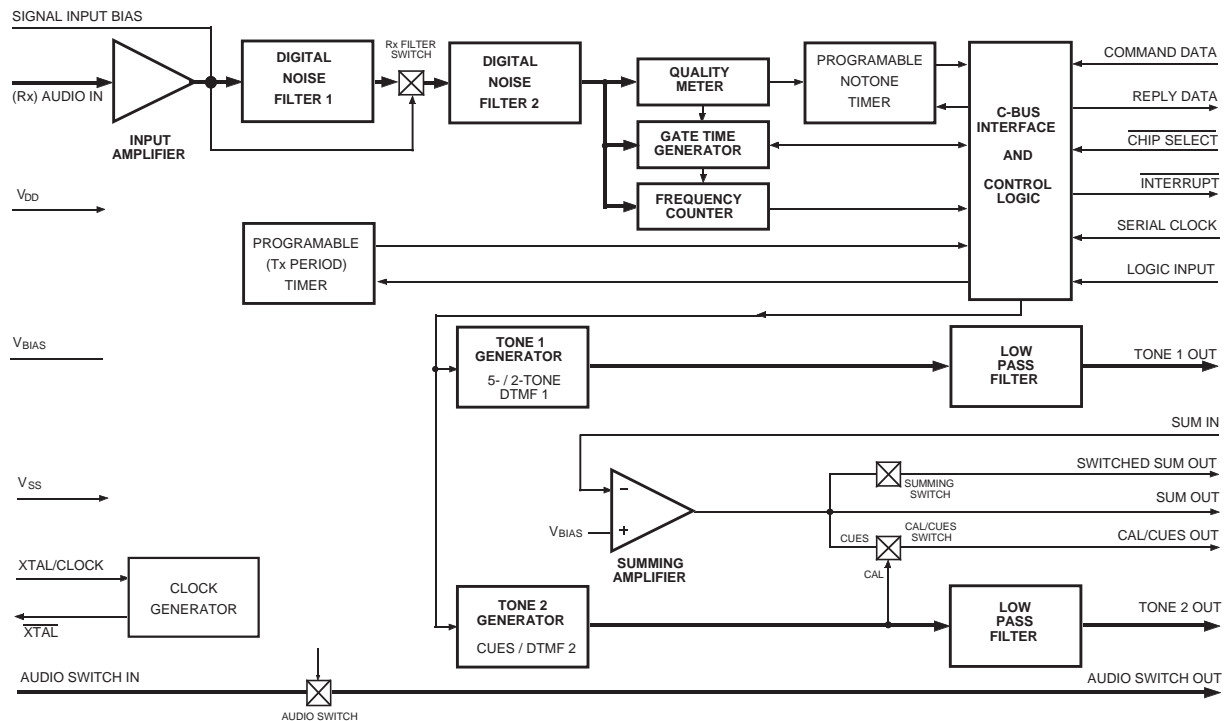 SIGNAL INPUT BIAS
(Rx) AUDIO IN
INPUT
AMPLIFIER
DIGITAL
NOISE
FILTER 1
Rx FILTER
SWITCH
DIGITAL
NOISE
FILTER 2
QUALITY
METER
GATE TIME
GENERATOR
FREQUENCY
COUNTER
PROGRAMABLE
NOTONE
TIMER
C-BUS
INTERFACE
AND
CONTROL
LOGIC
COMMAND DATA
REPLY DATA
CHIP SELECT
INTERRUPT
SERIAL CLOCK
LOGIC INPUT
VDD
PROGRAMABLE
(Tx PERIOD)
TIMER
VBIAS
TONE 1
GENERATOR
5- / 2-TONE
DTMF 1
LOW
PASS
FILTER
TONE 1 OUT
SUM IN
VSS
–
+
VBIAS
SUMMING
AMPLIFIER
SUMMING
SWITCH
SWITCHED SUM OUT
SUM OUT
CUES
CAL/CUES
SWITCH
CAL/CUES OUT
CAL
XTAL/CLOCK
XTAL
CLOCK
GENERATOR
TONE 2
GENERATOR
CUES / DTMF 2
LOW
PASS
FILTER
TONE 2 OUT
AUDIO SWITCH IN
AUDIO SWITCH
AUDIO SWITCH OUT